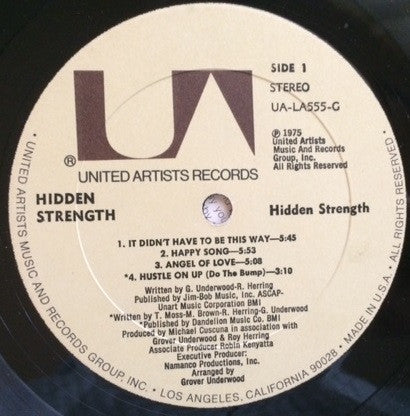 UA
®
UNITED ARTISTS RECORDS
SIDE 1
STEREO
UA-LA555-G
℗ 1975
United Artists
Music And Records
Group, Inc.
All Rights Reserved
HIDDEN
STRENGTH
Hidden Strength
1. IT DIDN'T HAVE TO BE THIS WAY—5:45
2. HAPPY SONG—5:53
3. ANGEL OF LOVE—5:08
*4. HUSTLE ON UP (Do The Bump)—3:10
Written by G. Underwood-R. Herring
Published by Jim-Bob Music, Inc. ASCAP-
Unart Music Corporation BMI
*Written by T. Moss-M. Brown-R. Herring-G. Underwood
*Published by Dandelion Music Co. BMI
Produced by Michael Cuscuna in association with
Grover Underwood & Roy Herring
Associate Producer Robin Kenyatta
Executive Producer:
Namanco Productions, Inc.
Arranged by
Grover Underwood
• UNITED ARTISTS MUSIC AND RECORDS GROUP, INC. • LOS ANGELES, CALIFORNIA 90028 • MADE IN U.S.A. • ALL RIGHTS RESERVED •